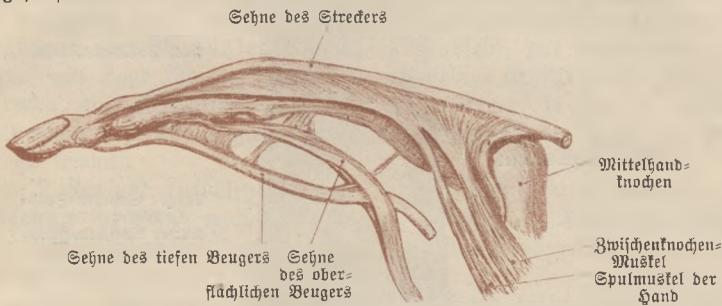 Sehne des Streckers
Mittelhand=
knochen
Sehne des tiefen Beugers
Sehne
des ober=
flächlichen Beugers
Zwischenknochen=
Muskel
Spulmuskel der
Hand